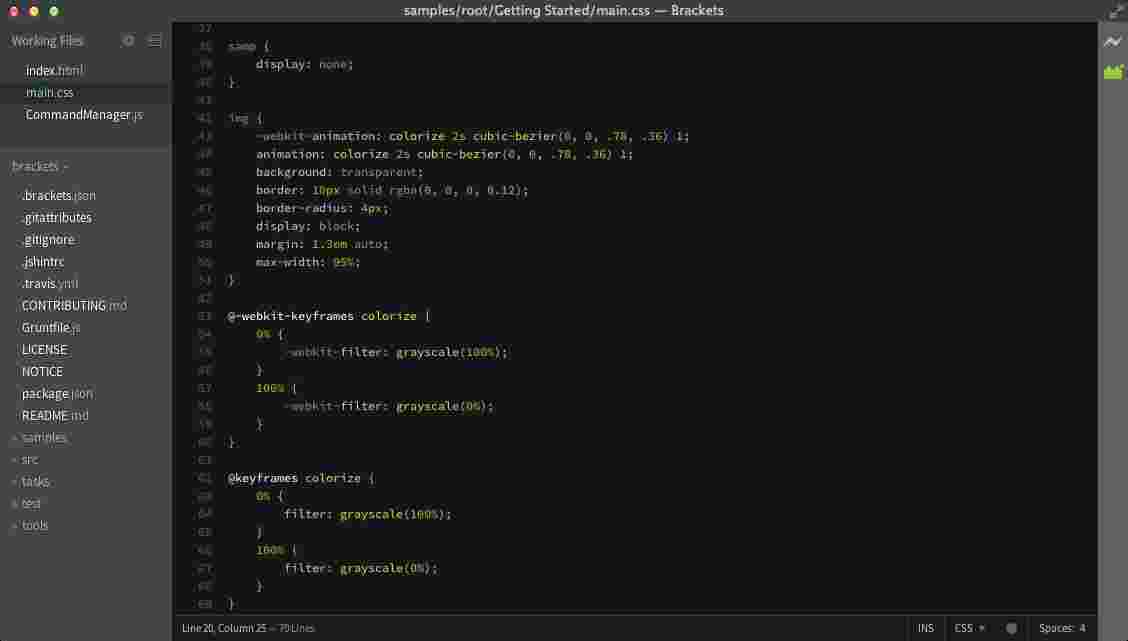 samples/root/Getting Started/main.css — Brackets
Working Files
index.html
main.css
CommandManager.js
brackets
.brackets.json
.gitattributes
.gitignore
.jshintrc
.travis.yml
CONTRIBUTING.md
Gruntfile.js
LICENSE
NOTICE
package.json
README.md
samples
src
tasks
test
tools
37
38 samp {
39 display: none;
40 }
41
42 img {
43 -webkit-animation: colorize 2s cubic-bezier(0, 0, .78, .36) 1;
44 animation: colorize 2s cubic-bezier(0, 0, .78, .36) 1;
45 background: transparent;
46 border: 10px solid rgba(0, 0, 0, 0.12);
47 border-radius: 4px;
48 display: block;
49 margin: 1.3em auto;
50 max-width: 95%;
51 }
52
53 @-webkit-keyframes colorize {
54 0% {
55 -webkit-filter: grayscale(100%);
56 }
57 100% {
58 -webkit-filter: grayscale(0%);
59 }
60 }
61
62 @keyframes colorize {
63 0% {
64 filter: grayscale(100%);
65 }
66 100% {
67 filter: grayscale(0%);
68 }
69 }
Line 20, Column 25 — 70 Lines
INS
CSS
Spaces: 4